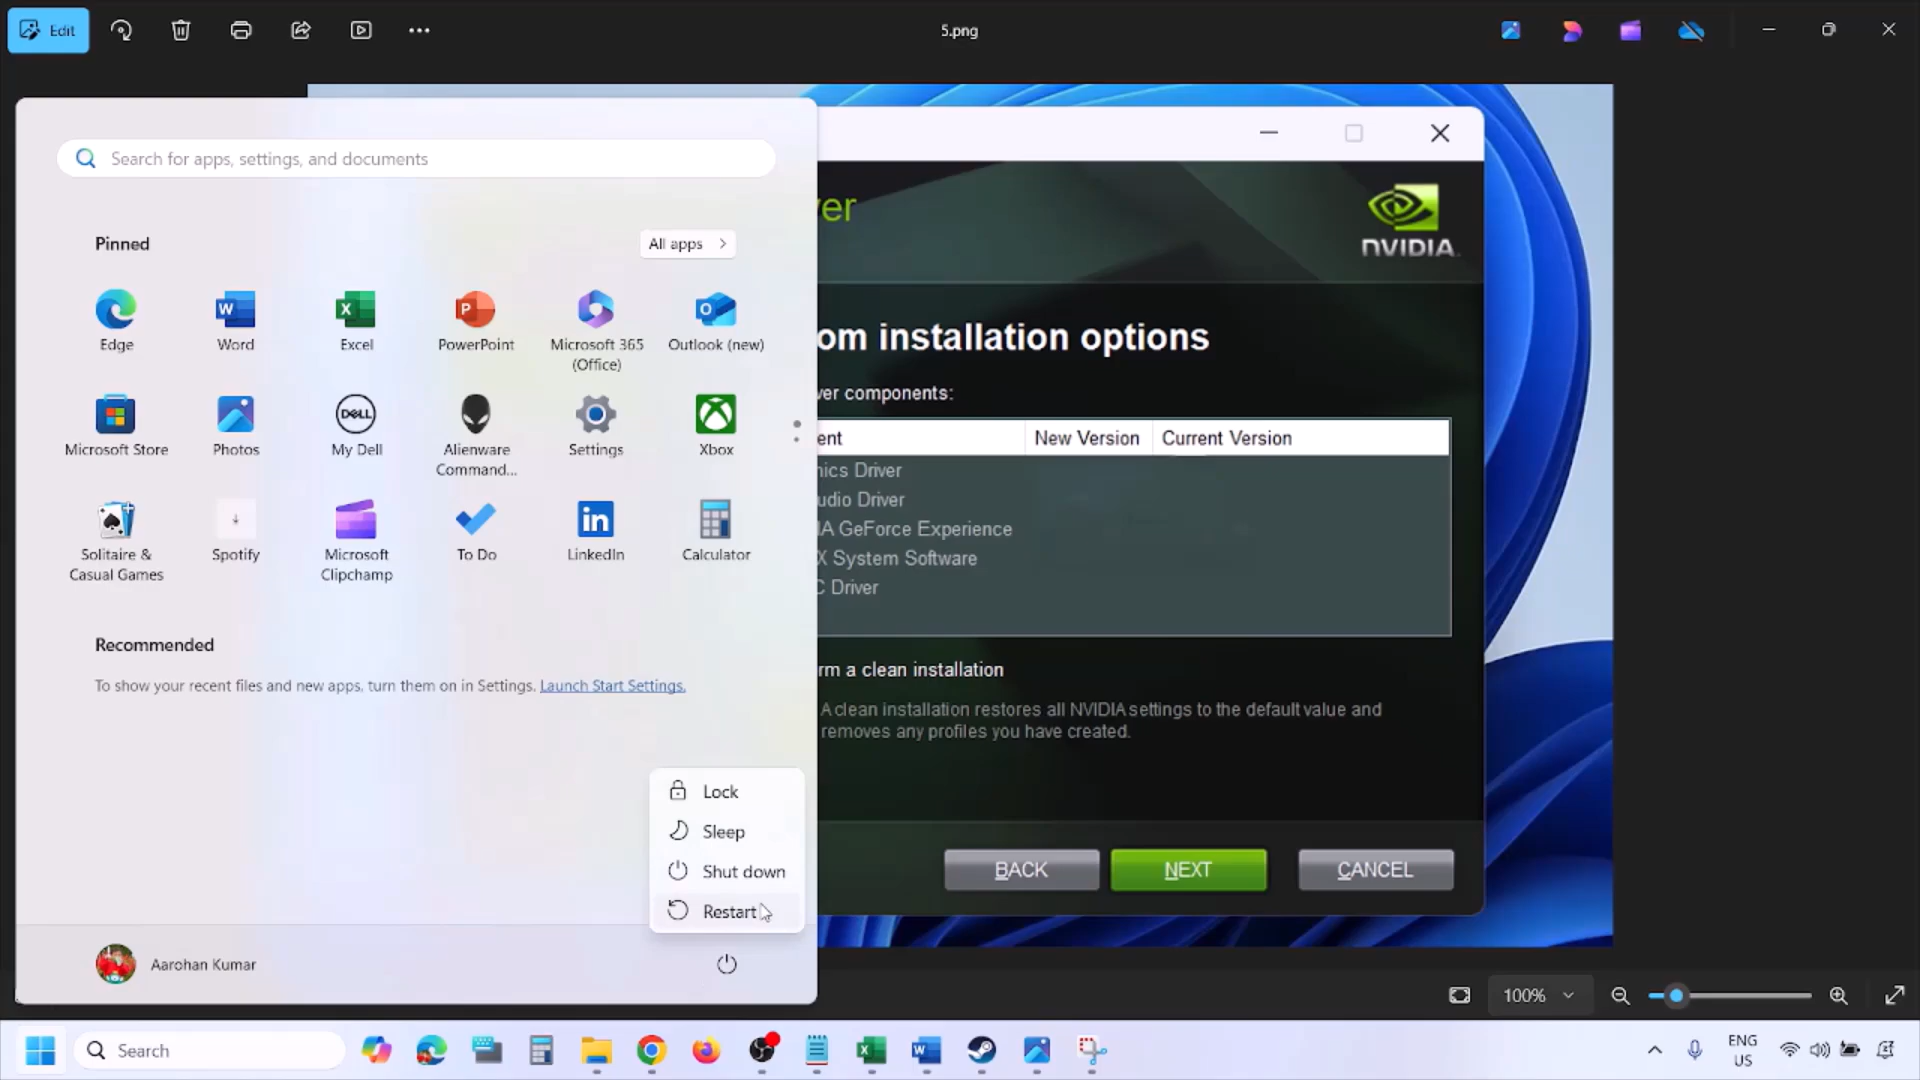 Edit
5.png
Search for apps, settings, and documents
Pinned
All apps
Edge
Word
Excel
PowerPoint
Microsoft 365
(Office)
Outlook (new)
Microsoft Store
Photos
DELL
My Dell
Alienware
Command...
Settings
Xbox
Solitaire &
Casual Games
Spotify
Microsoft
Clipchamp
To Do
LinkedIn
Calculator
Recommended
To show your recent files and new apps, turn them on in Settings. Launch Start Settings.
Lock
Sleep
Shut down
Restart
Aarohan Kumar
ver
NVIDIA.
om installation options
ver components:
ent New Version Current Version
nics Driver
udio Driver
IA GeForce Experience
X System Software
C Driver
rm a clean installation
A clean installation restores all NVIDIA settings to the default value and
removes any profiles you have created.
BACK
NEXT
CANCEL
100%
Search
ENG
US